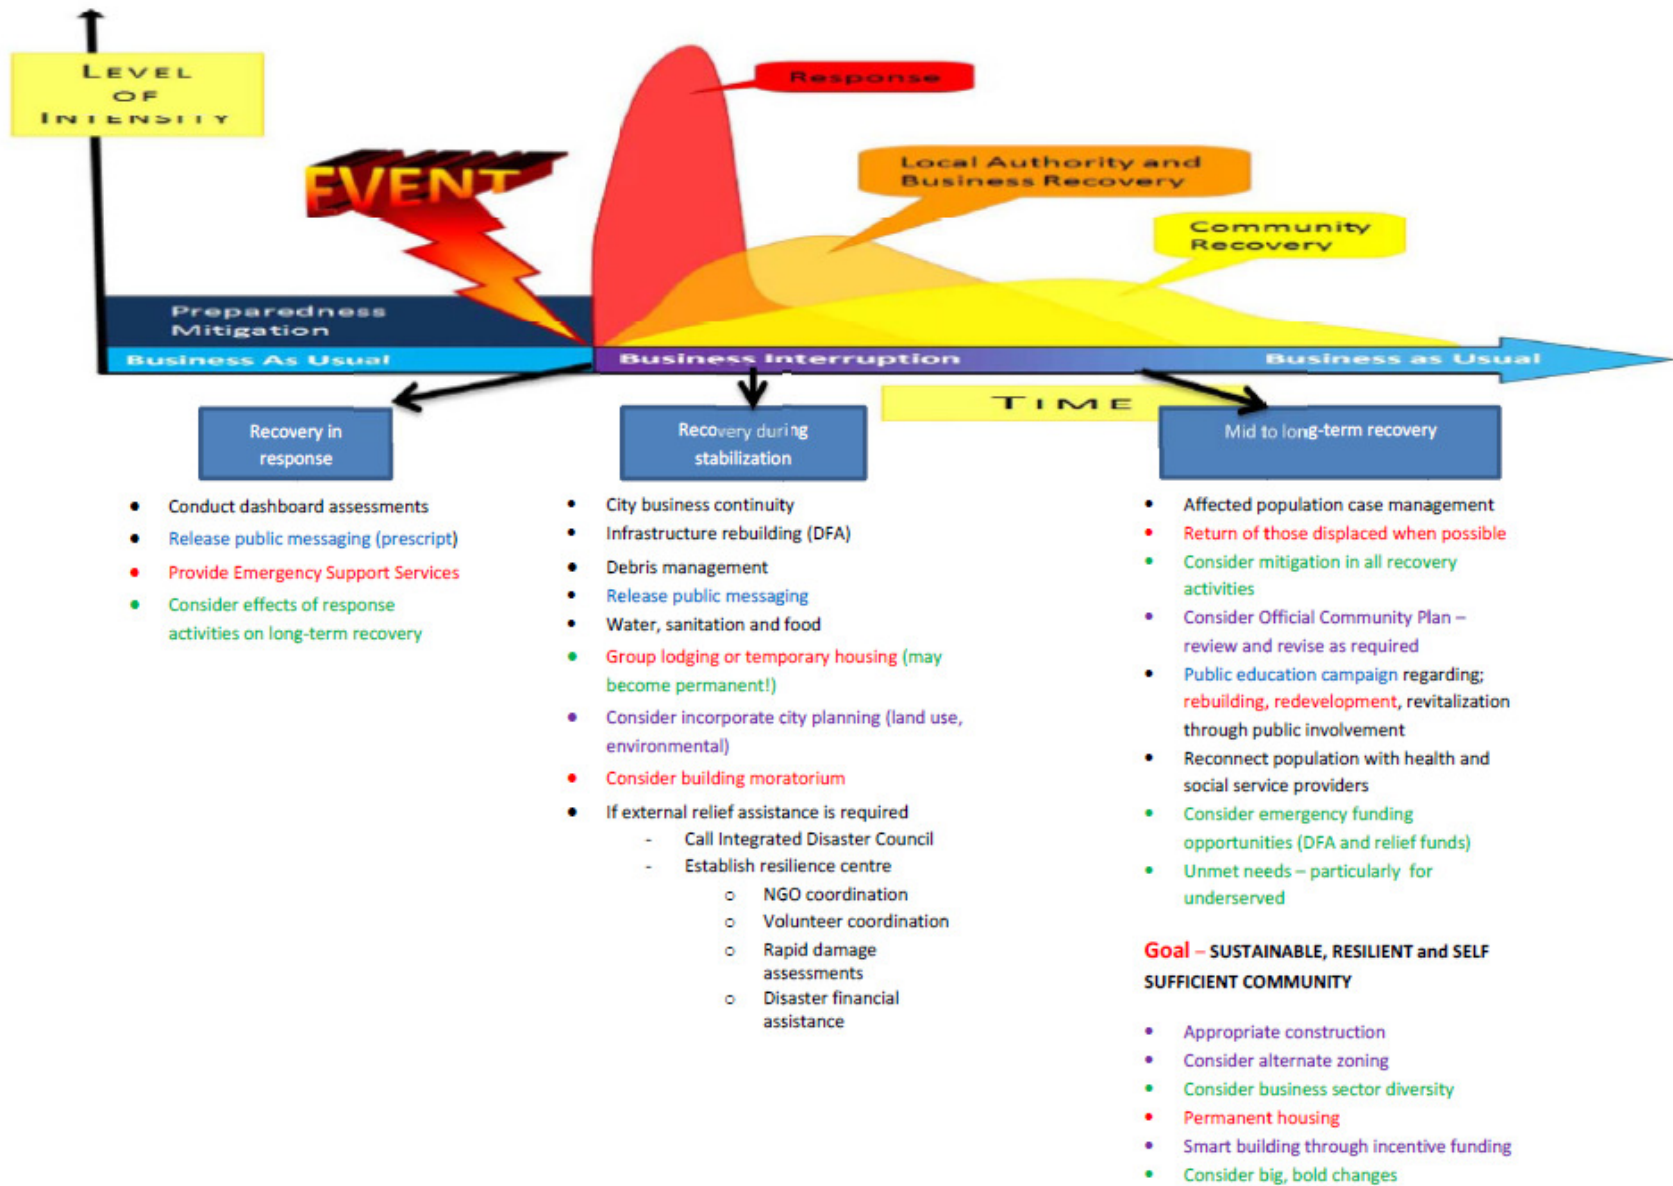 LEVEL
OF
INTENSITY
Response
EVENT
Local Authority and
Business Recovery
Community
Recovery
Preparedness
Mitigation
Business As Usual
Business Interruption
Business as Usual
TIME
Recovery in
response
• Conduct dashboard assessments
• Release public messaging (prescript)
• Provide Emergency Support Services
• Consider effects of response
activities on long-term recovery
Recovery during
stabilization
• City business continuity
• Infrastructure rebuilding (DFA)
• Debris management
• Release public messaging
• Water, sanitation and food
• Group lodging or temporary housing (may
become permanent!)
• Consider incorporate city planning (land use,
environmental)
• Consider building moratorium
• If external relief assistance is required
- Call Integrated Disaster Council
- Establish resilience centre
o NGO coordination
o Volunteer coordination
o Rapid damage
assessments
o Disaster financial
assistance
Mid to long-term recovery
• Affected population case management
• Return of those displaced when possible
• Consider mitigation in all recovery
activities
• Consider Official Community Plan –
review and revise as required
• Public education campaign regarding;
rebuilding, redevelopment, revitalization
through public involvement
• Reconnect population with health and
social service providers
• Consider emergency funding
opportunities (DFA and relief funds)
• Unmet needs – particularly for
underserved
Goal – SUSTAINABLE, RESILIENT and SELF
SUFFICIENT COMMUNITY
• Appropriate construction
• Consider alternate zoning
• Consider business sector diversity
• Permanent housing
• Smart building through incentive funding
• Consider big, bold changes